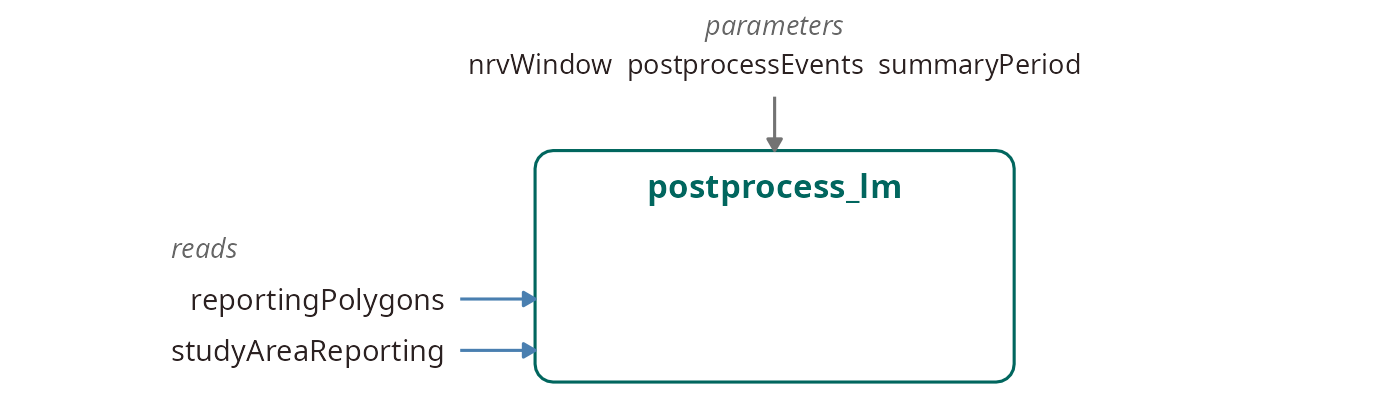 parameters
nrvWindow postprocessEvents summaryPeriod
postprocess_lm
reads
reportingPolygons
studyAreaReporting